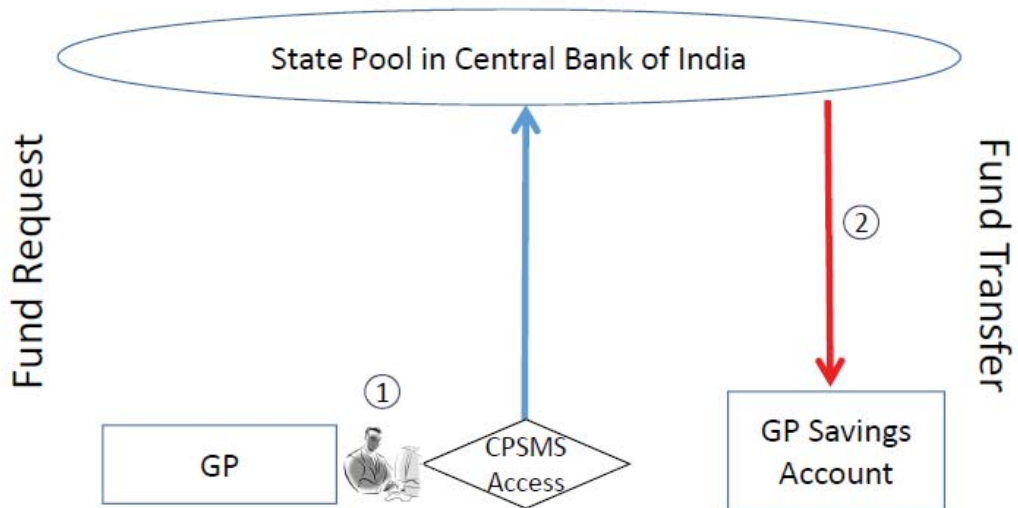 State Pool in Central Bank of India
Fund Request
Fund Transfer
②
①
GP
CPSMS
Access
GP Savings
Account